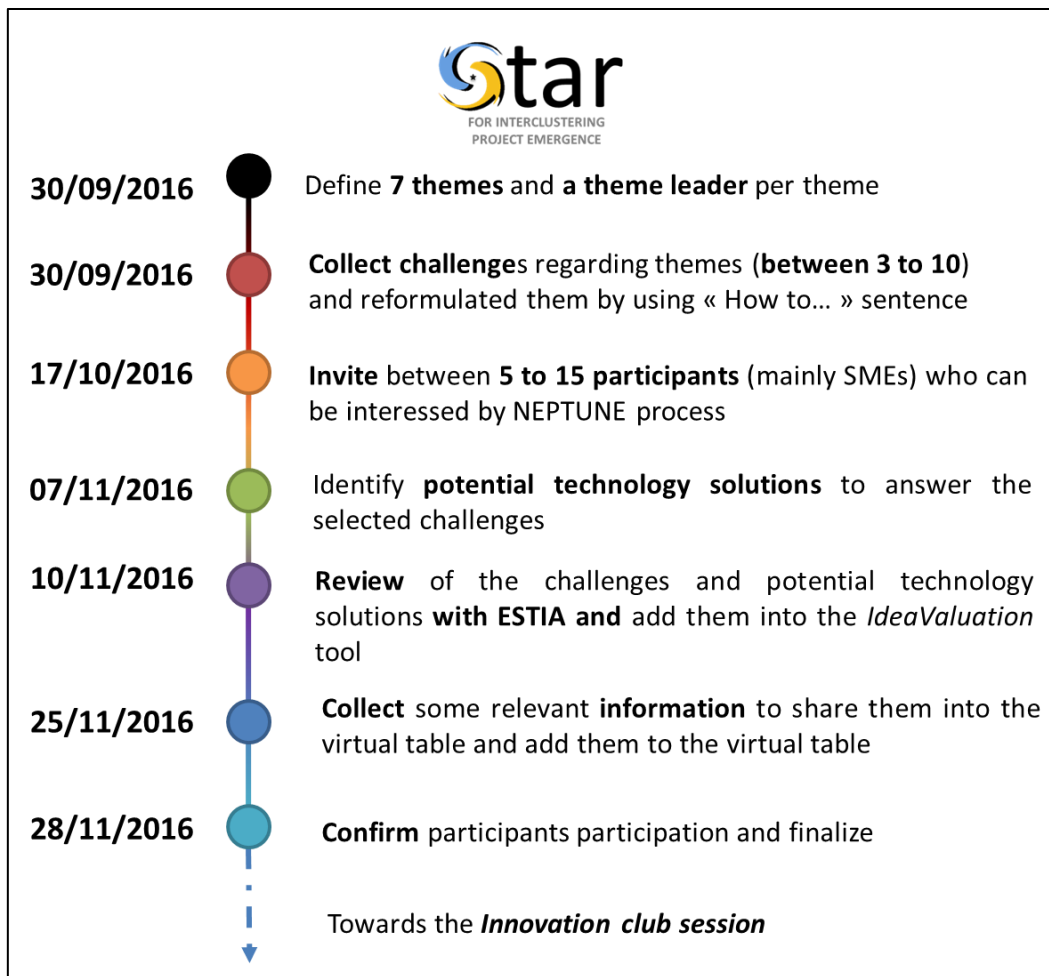 Star
FOR INTERCLUSTERING
PROJECT EMERGENCE
30/09/2016
Define 7 themes and a theme leader per theme
30/09/2016
Collect challenges regarding themes (between 3 to 10)
and reformulated them by using « How to... » sentence
17/10/2016
Invite between 5 to 15 participants (mainly SMEs) who can
be interessed by NEPTUNE process
07/11/2016
Identify potential technology solutions to answer the
selected challenges
10/11/2016
Review of the challenges and potential technology
solutions with ESTIA and add them into the IdeaValuation
tool
25/11/2016
Collect some relevant information to share them into the
virtual table and add them to the virtual table
28/11/2016
Confirm participants participation and finalize
Towards the Innovation club session